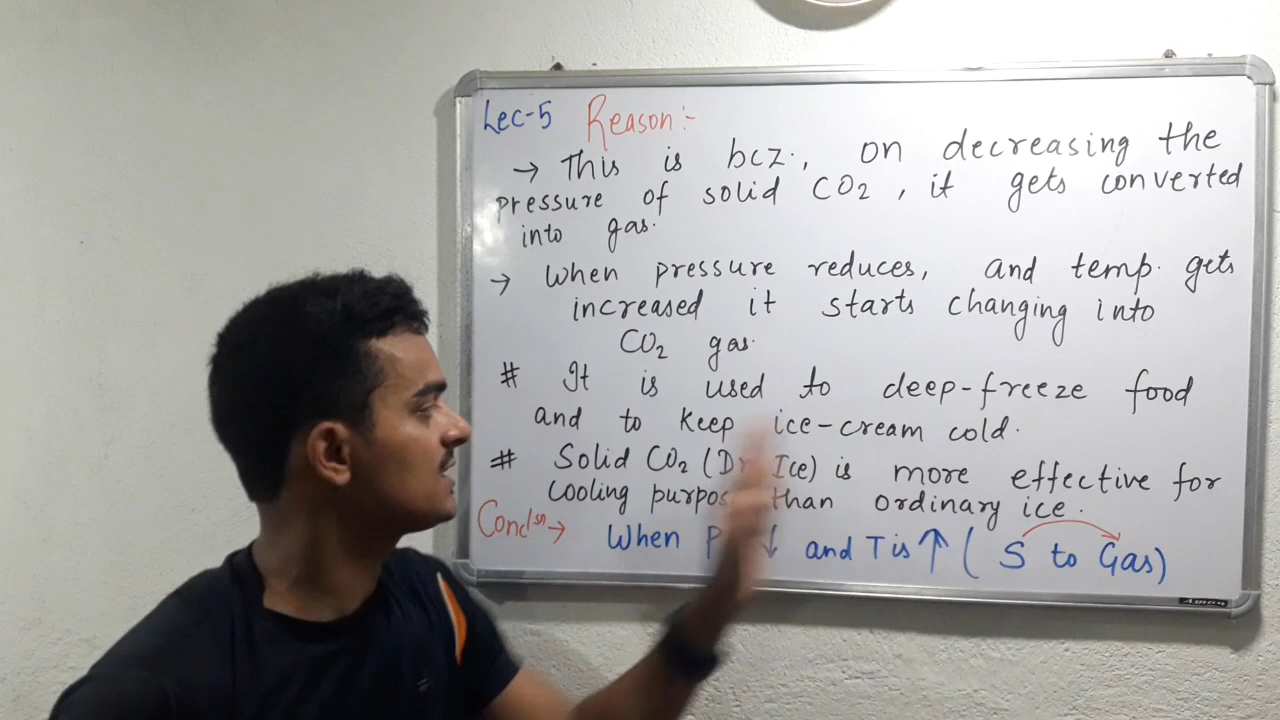 Lec-5 Reason:-
→ This is bcz., on decreasing the
pressure of solid CO2, it gets converted
into gas.
→ When pressure reduces, and temp. gets
increased it starts changing into
CO2 gas.
# It is used to deep-freeze food
and to keep ice-cream cold.
# Solid CO2 (Dry Ice) is more effective for
cooling purpose than ordinary ice.
Conclsn→ When P ↓ and T is ↑ ( S to Gas)